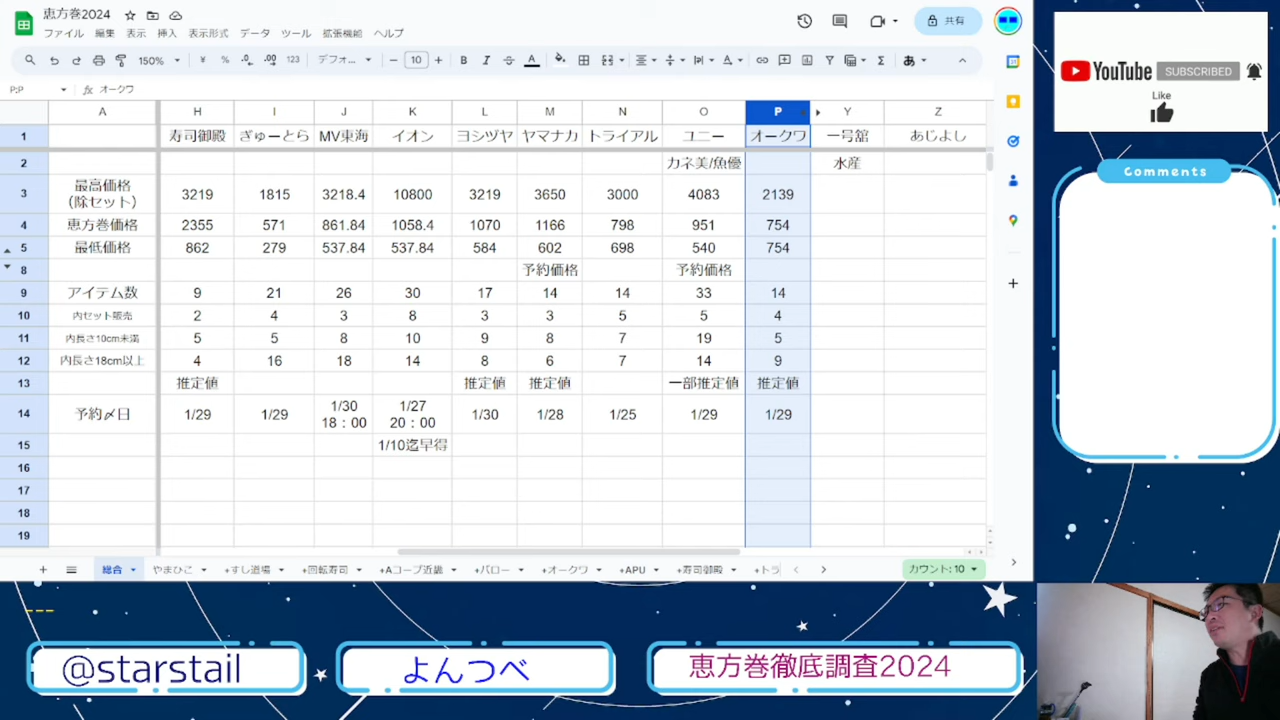 恵方巻2024
ファイル 編集 表示 挿入 表示形式 データ ツール 拡張機能 ヘルプ
共有
150% ¥ % .0 .00 123 デフォ... 10 B I A あ
P:P fx オークワ
A H I J K L M N O P Y Z
1 寿司御殿 ぎゅーとら MV東海 イオン ヨシヅヤ ヤマナカ トライアル ユニー オークワ 一号舘 あじよし
2 カネ美/魚優 水産
3 最高価格(除セット) 3219 1815 3218.4 10800 3219 3650 3000 4083 2139
4 恵方巻価格 2355 571 861.84 1058.4 1070 1166 798 951 754
5 最低価格 862 279 537.84 537.84 584 602 698 540 754
8 予約価格 予約価格
9 アイテム数 9 21 26 30 17 14 14 33 14
10 内セット販売 2 4 3 8 3 3 5 5 4
11 内長さ10cm未満 5 5 8 10 9 8 7 19 5
12 内長さ18cm以上 4 16 18 14 8 6 7 14 9
13 推定値 推定値 推定値 一部推定値 推定値
14 予約〆日 1/29 1/29 1/30 18：00 1/27 20：00 1/30 1/28 1/25 1/29 1/29
15 1/10迄早得
16
17
18
19
総合 やまひこ +すし道場 +回転寿司 +Aコープ近畿 +バロー +オークワ +APU +寿司御殿 +トラ
カウント: 10
YouTube SUBSCRIBED
Like
Comments
@starstail
よんつべ
恵方巻徹底調査2024